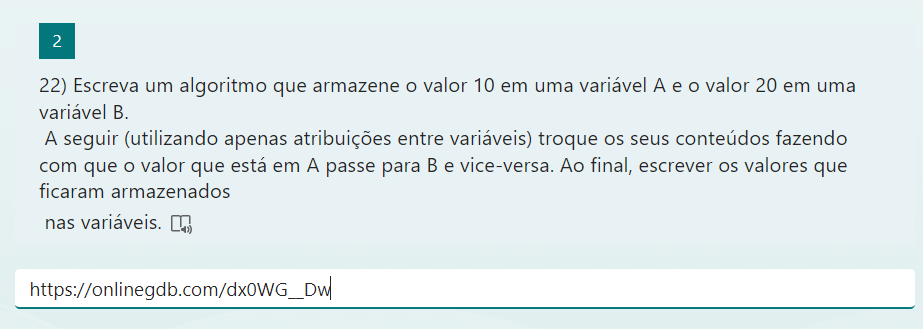 2
22) Escreva um algoritmo que armazene o valor 10 em uma variável A e o valor 20 em uma
variável B.
A seguir (utilizando apenas atribuições entre variáveis) troque os seus conteúdos fazendo
com que o valor que está em A passe para B e vice-versa. Ao final, escrever os valores que
ficaram armazenados
nas variáveis.
https://onlinegdb.com/dx0WG__Dw